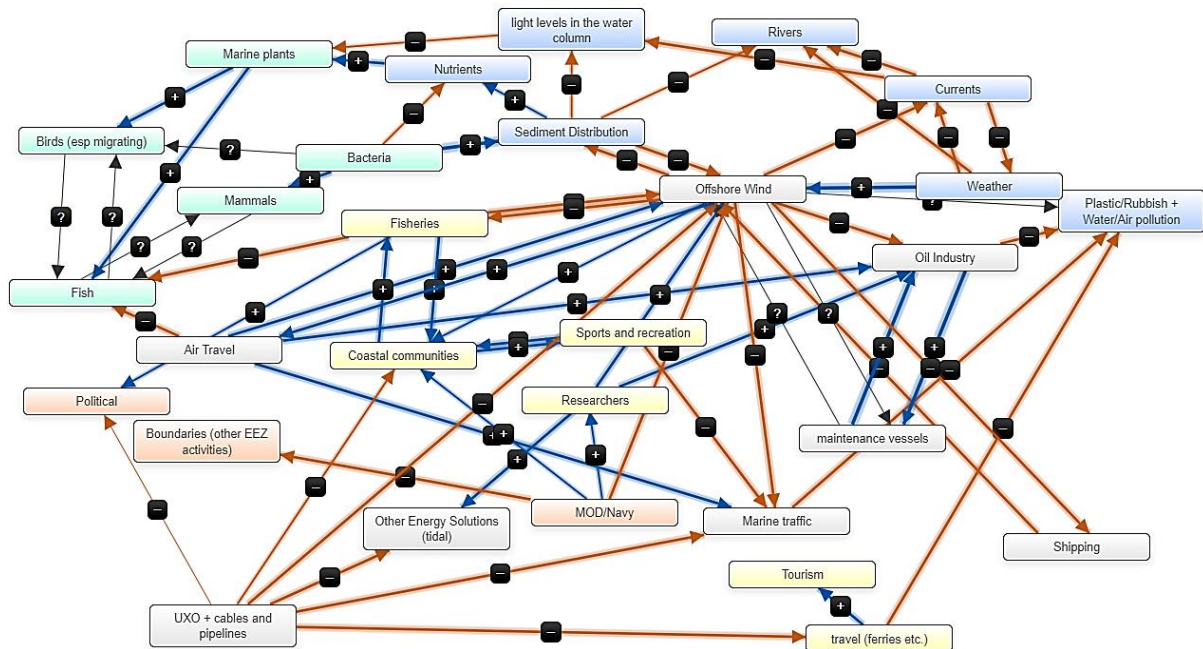 light levels in the water
column
Rivers
Marine plants
Nutrients
Currents
Birds (esp migrating)
Sediment Distribution
Bacteria
Mammals
Offshore Wind
Weather
Plastic/Rubbish +
Water/Air pollution
Fisheries
Oil Industry
Fish
Air Travel
Coastal communities
Sports and recreation
Political
Researchers
Boundaries (other EEZ
activities)
maintenance vessels
Other Energy Solutions
(tidal)
MOD/Navy
Marine traffic
Shipping
Tourism
UXO + cables and
pipelines
travel (ferries etc.)